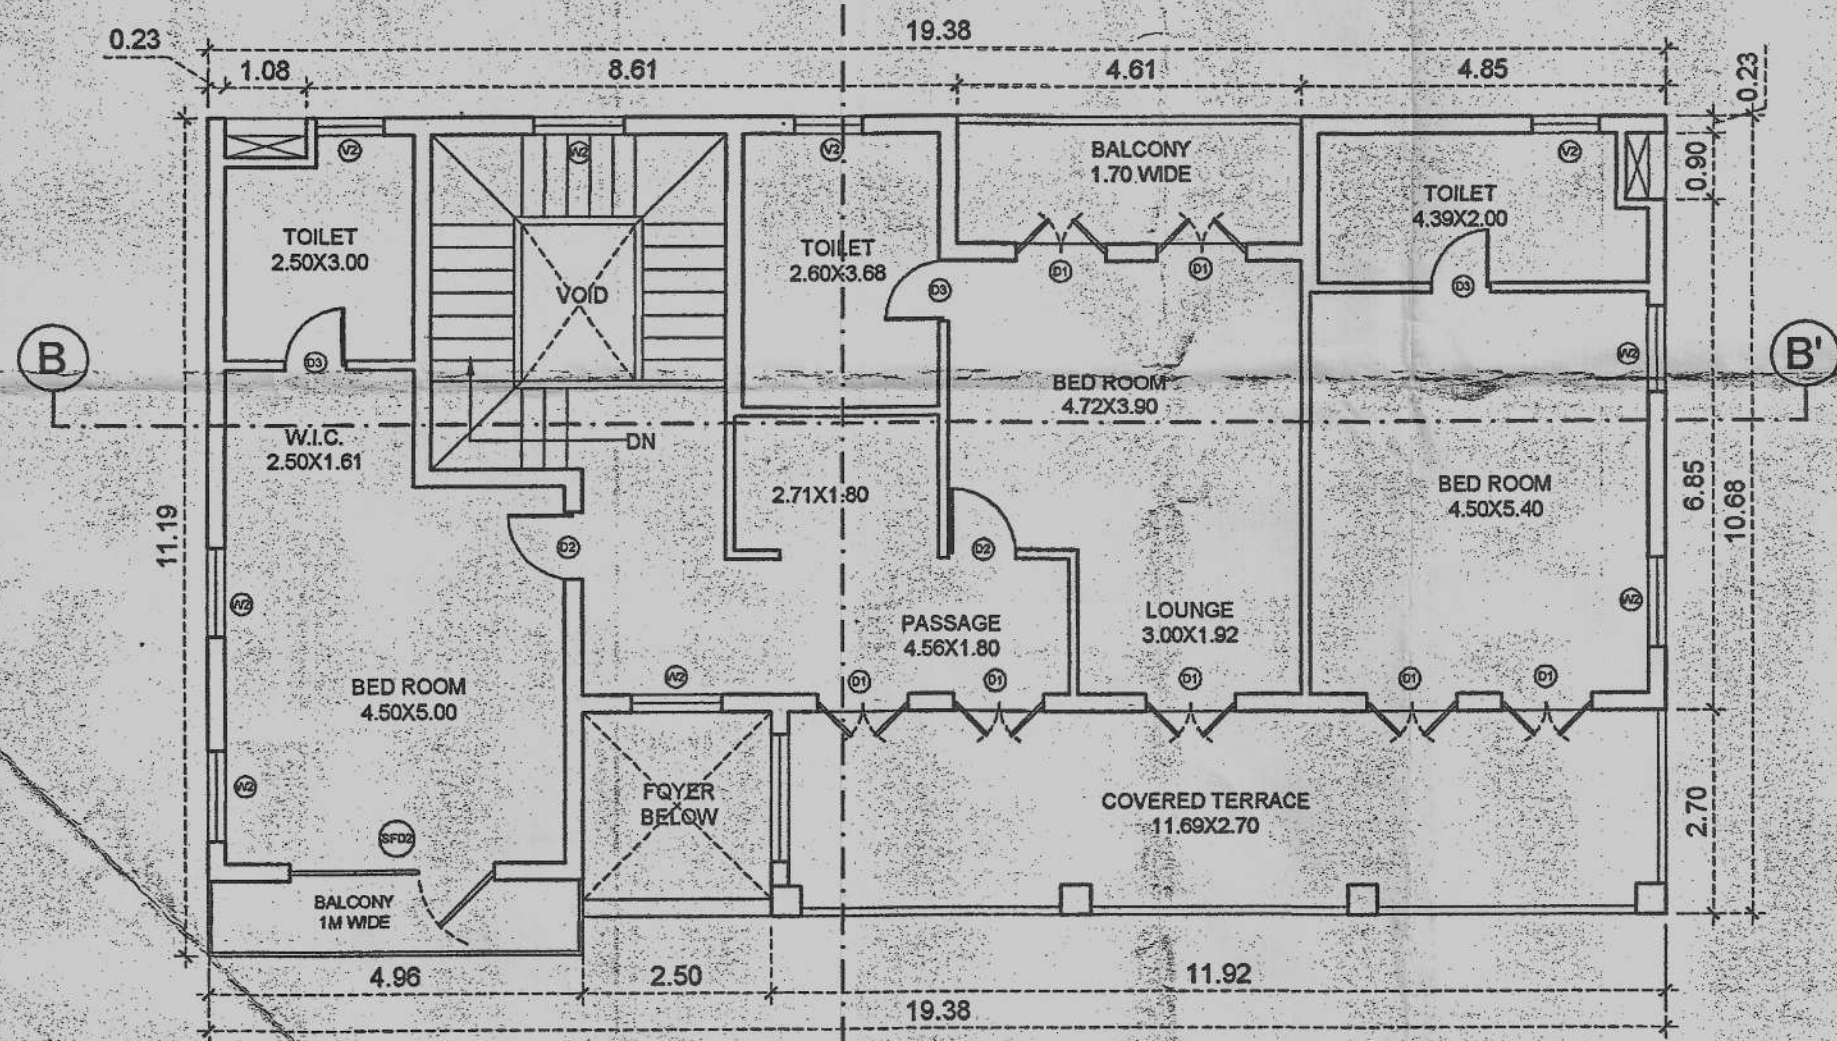 19.38
0.23
1.08
8.61
4.61
4.85
0.23
V2
W2
V2
BALCONY
1.70 WIDE
V2
0.90
TOILET
4.39X2.00
TOILET
2.50X3.00
TOILET
2.60X3.68
D1
D1
D3
D3
VOID
B
D3
W2
B'
BED ROOM
4.72X3.90
W.I.C.
2.50X1.61
DN
2.71X1.80
BED ROOM
4.50X5.40
6.85
10.68
11.19
D2
D2
W2
W2
PASSAGE
4.56X1.80
LOUNGE
3.00X1.92
W2
D1
D1
D1
D1
D1
BED ROOM
4.50X5.00
W2
FOYER
BELOW
COVERED TERRACE
11.69X2.70
2.70
SFD2
BALCONY
1M WIDE
4.96
2.50
11.92
19.38